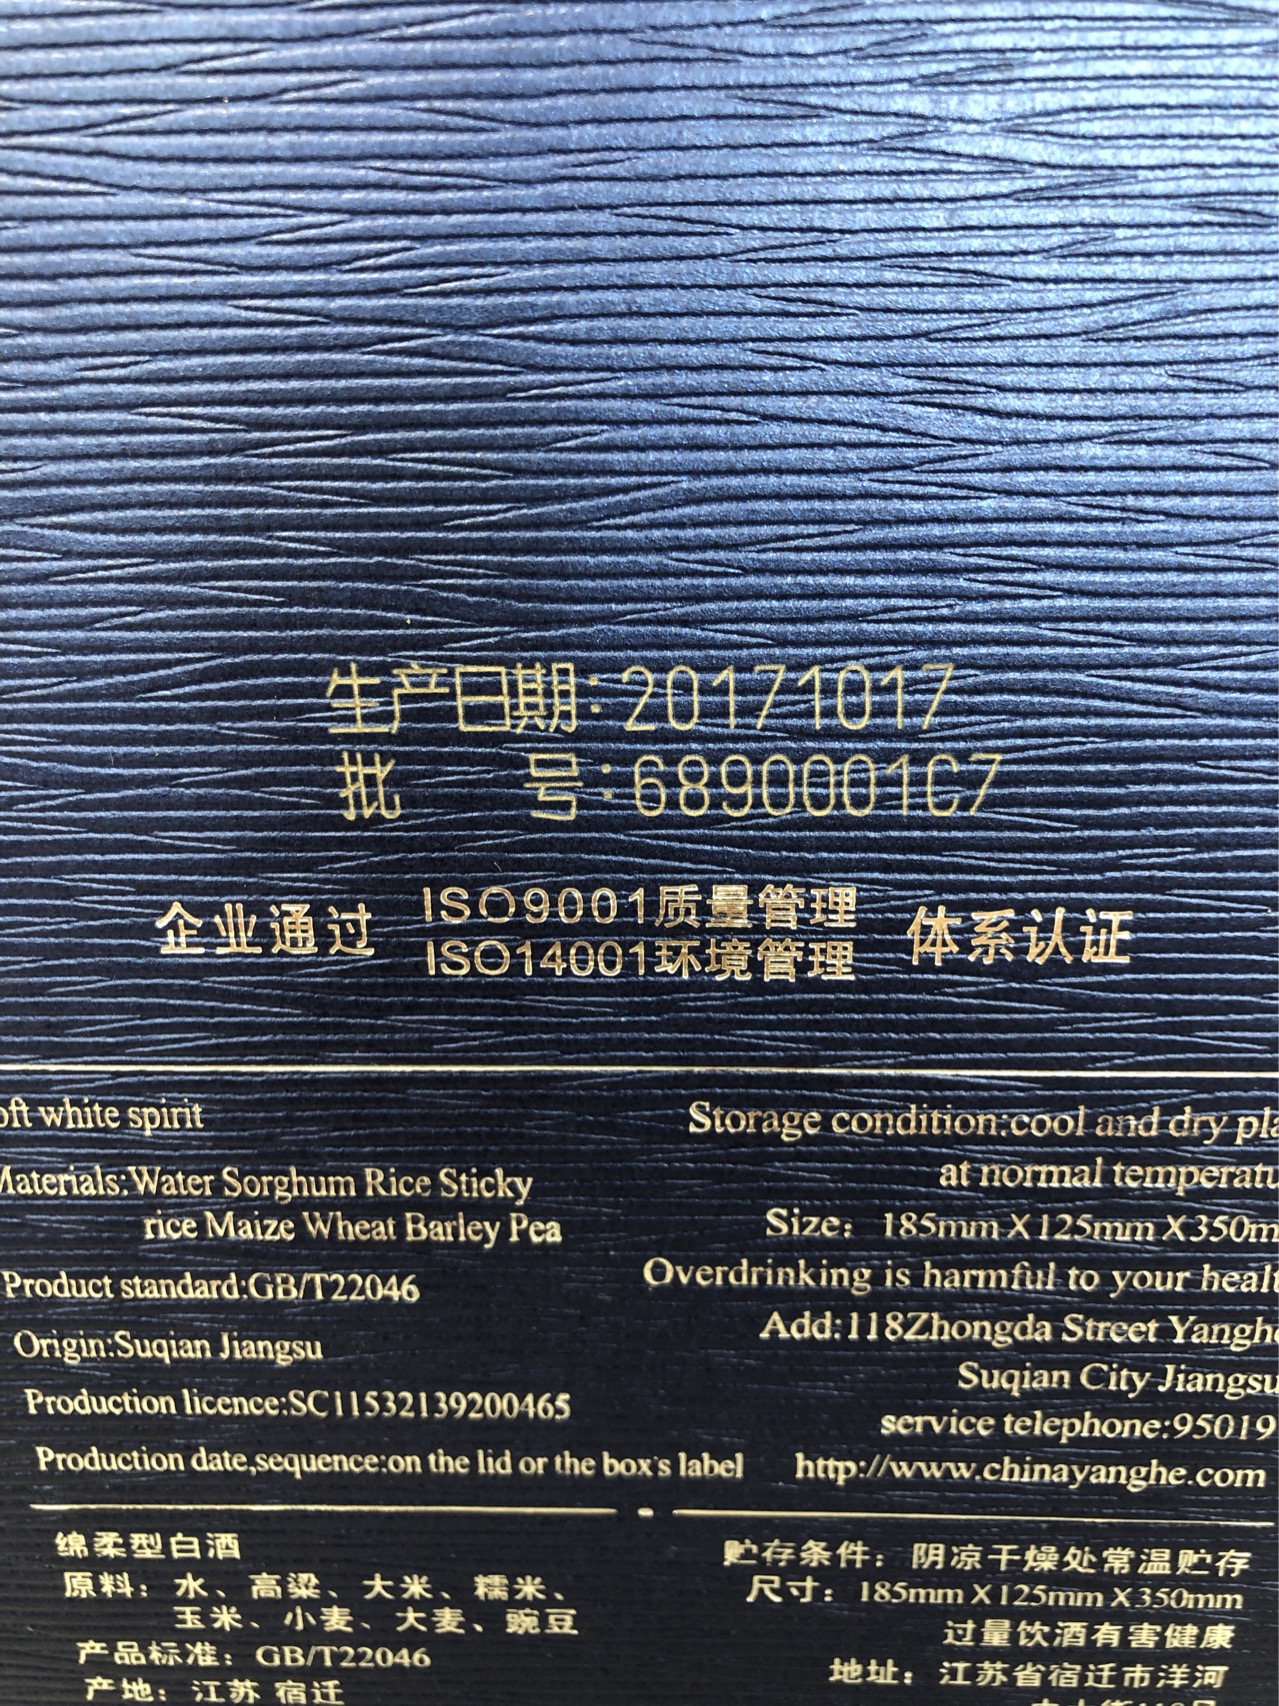 生产日期:20171017
批 号:6890001C7
企业通过 ISO9001质量管理 体系认证
ISO14001环境管理
oft white spirit
Materials:Water Sorghum Rice Sticky
rice Maize Wheat Barley Pea
Product standard:GB/T22046
Origin:Suqian Jiangsu
Production licence:SC11532139200465
Production date,sequence:on the lid or the box's label
Storage condition:cool and dry pla
at normal temperatu
Size: 185mm X 125mm X 350m
Overdrinking is harmful to your healt
Add:118Zhongda Street Yangh
Suqian City Jiangsu
service telephone:95019
http://www.chinayanghe.com
绵柔型白酒
原料: 水、高粱、大米、糯米、
玉米、小麦、大麦、豌豆
产品标准: GB/T22046
产地: 江苏 宿迁
贮存条件: 阴凉干燥处常温贮存
尺寸: 185mm X 125mm X 350mm
过量饮酒有害健康
地址: 江苏省宿迁市洋河